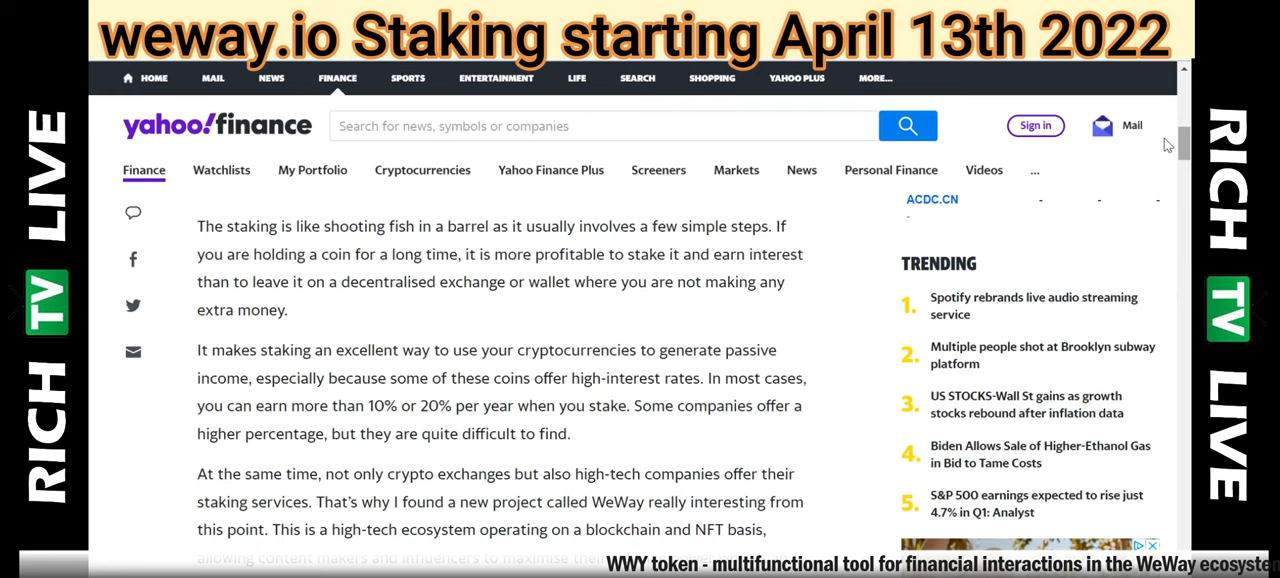 weway.io Staking starting April 13th 2022
HOME MAIL NEWS FINANCE SPORTS ENTERTAINMENT LIFE SEARCH SHOPPING YAHOO PLUS MORE...
yahoo!finance
Search for news, symbols or companies
Sign in
Mail
Finance Watchlists My Portfolio Cryptocurrencies Yahoo Finance Plus Screeners Markets News Personal Finance Videos ...
ACDC.CN - - -
-
The staking is like shooting fish in a barrel as it usually involves a few simple steps. If
you are holding a coin for a long time, it is more profitable to stake it and earn interest
than to leave it on a decentralised exchange or wallet where you are not making any
extra money.
It makes staking an excellent way to use your cryptocurrencies to generate passive
income, especially because some of these coins offer high-interest rates. In most cases,
you can earn more than 10% or 20% per year when you stake. Some companies offer a
higher percentage, but they are quite difficult to find.
At the same time, not only crypto exchanges but also high-tech companies offer their
staking services. That's why I found a new project called WeWay really interesting from
this point. This is a high-tech ecosystem operating on a blockchain and NFT basis,
allowing content makers and influencers to maximise their
TRENDING
1. Spotify rebrands live audio streaming
service
2. Multiple people shot at Brooklyn subway
platform
3. US STOCKS-Wall St gains as growth
stocks rebound after inflation data
4. Biden Allows Sale of Higher-Ethanol Gas
in Bid to Tame Costs
5. S&P 500 earnings expected to rise just
4.7% in Q1: Analyst
WWY token - multifunctional tool for financial interactions in the WeWay ecosyste
RICH TV LIVE
RICH TV LIVE